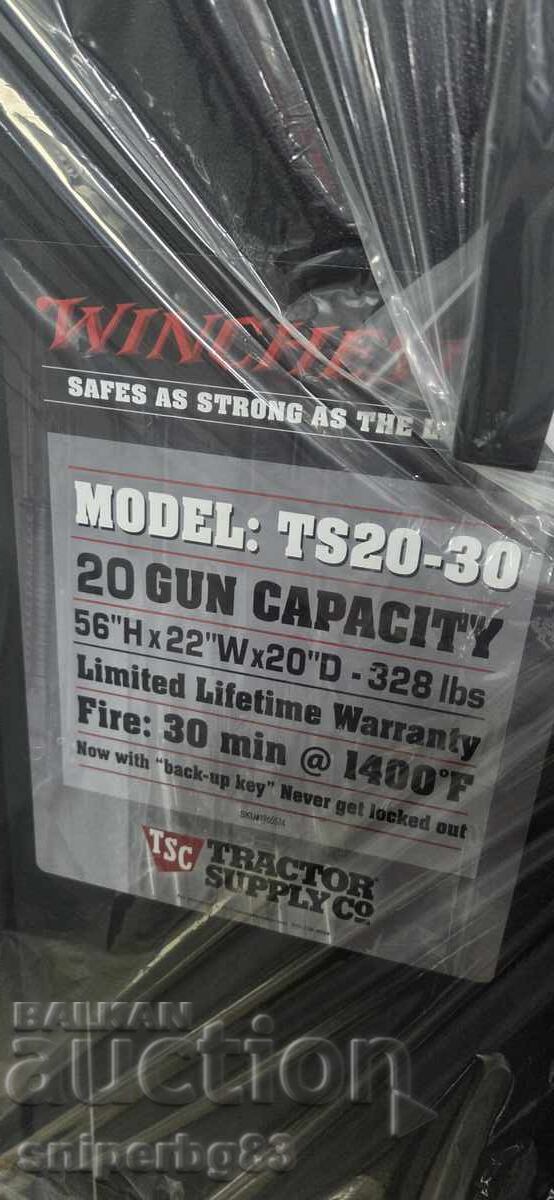 WINCHE
SAFES AS STRONG AS THE
MODEL: TS20-30
20 GUN CAPACITY
56"H x 22"W x 20"D - 328 lbs
Limited Lifetime Warranty
Fire: 30 min @ 1400°F
Now with "back-up key" Never get locked out
TSC TRACTOR
SUPPLY CO
BALKAN
auction
sniperbg83